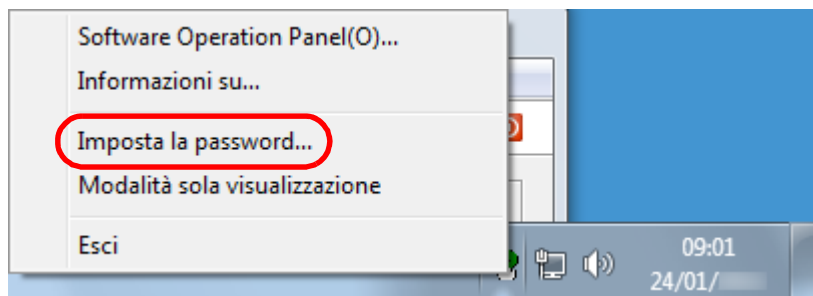 Software Operation Panel(O)...
Informazioni su...
Imposta la password...
Modalità sola visualizzazione
Esci
09:01
24/01/